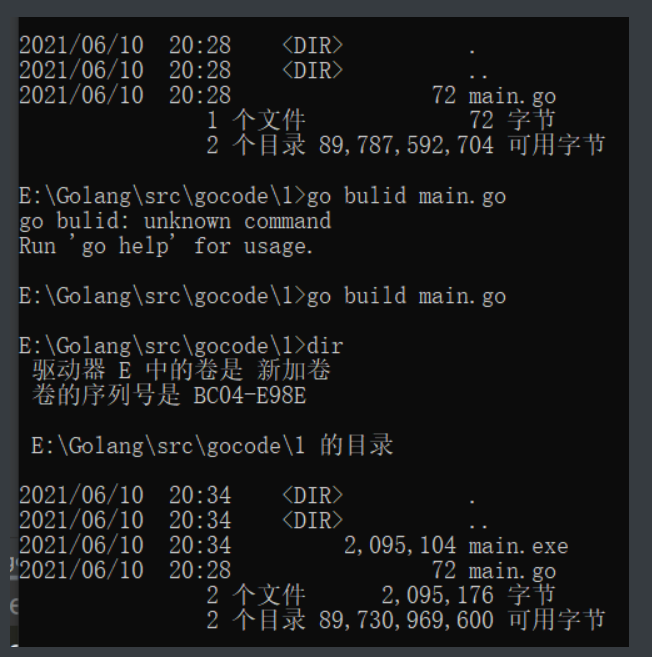 2021/06/10  20:28    <DIR>          .
2021/06/10  20:28    <DIR>          ..
2021/06/10  20:28                72 main.go
1 个文件             72 字节
2 个目录 89,787,592,704 可用字节
E:\Golang\src\gocode\1>go bulid main.go
go bulid: unknown command
Run 'go help' for usage.
E:\Golang\src\gocode\1>go build main.go
E:\Golang\src\gocode\1>dir
驱动器 E 中的卷是 新加卷
卷的序列号是 BC04-E98E
E:\Golang\src\gocode\1 的目录
2021/06/10  20:34    <DIR>          .
2021/06/10  20:34    <DIR>          ..
2021/06/10  20:34         2,095,104 main.exe
2021/06/10  20:28                72 main.go
2 个文件      2,095,176 字节
2 个目录 89,730,969,600 可用字节